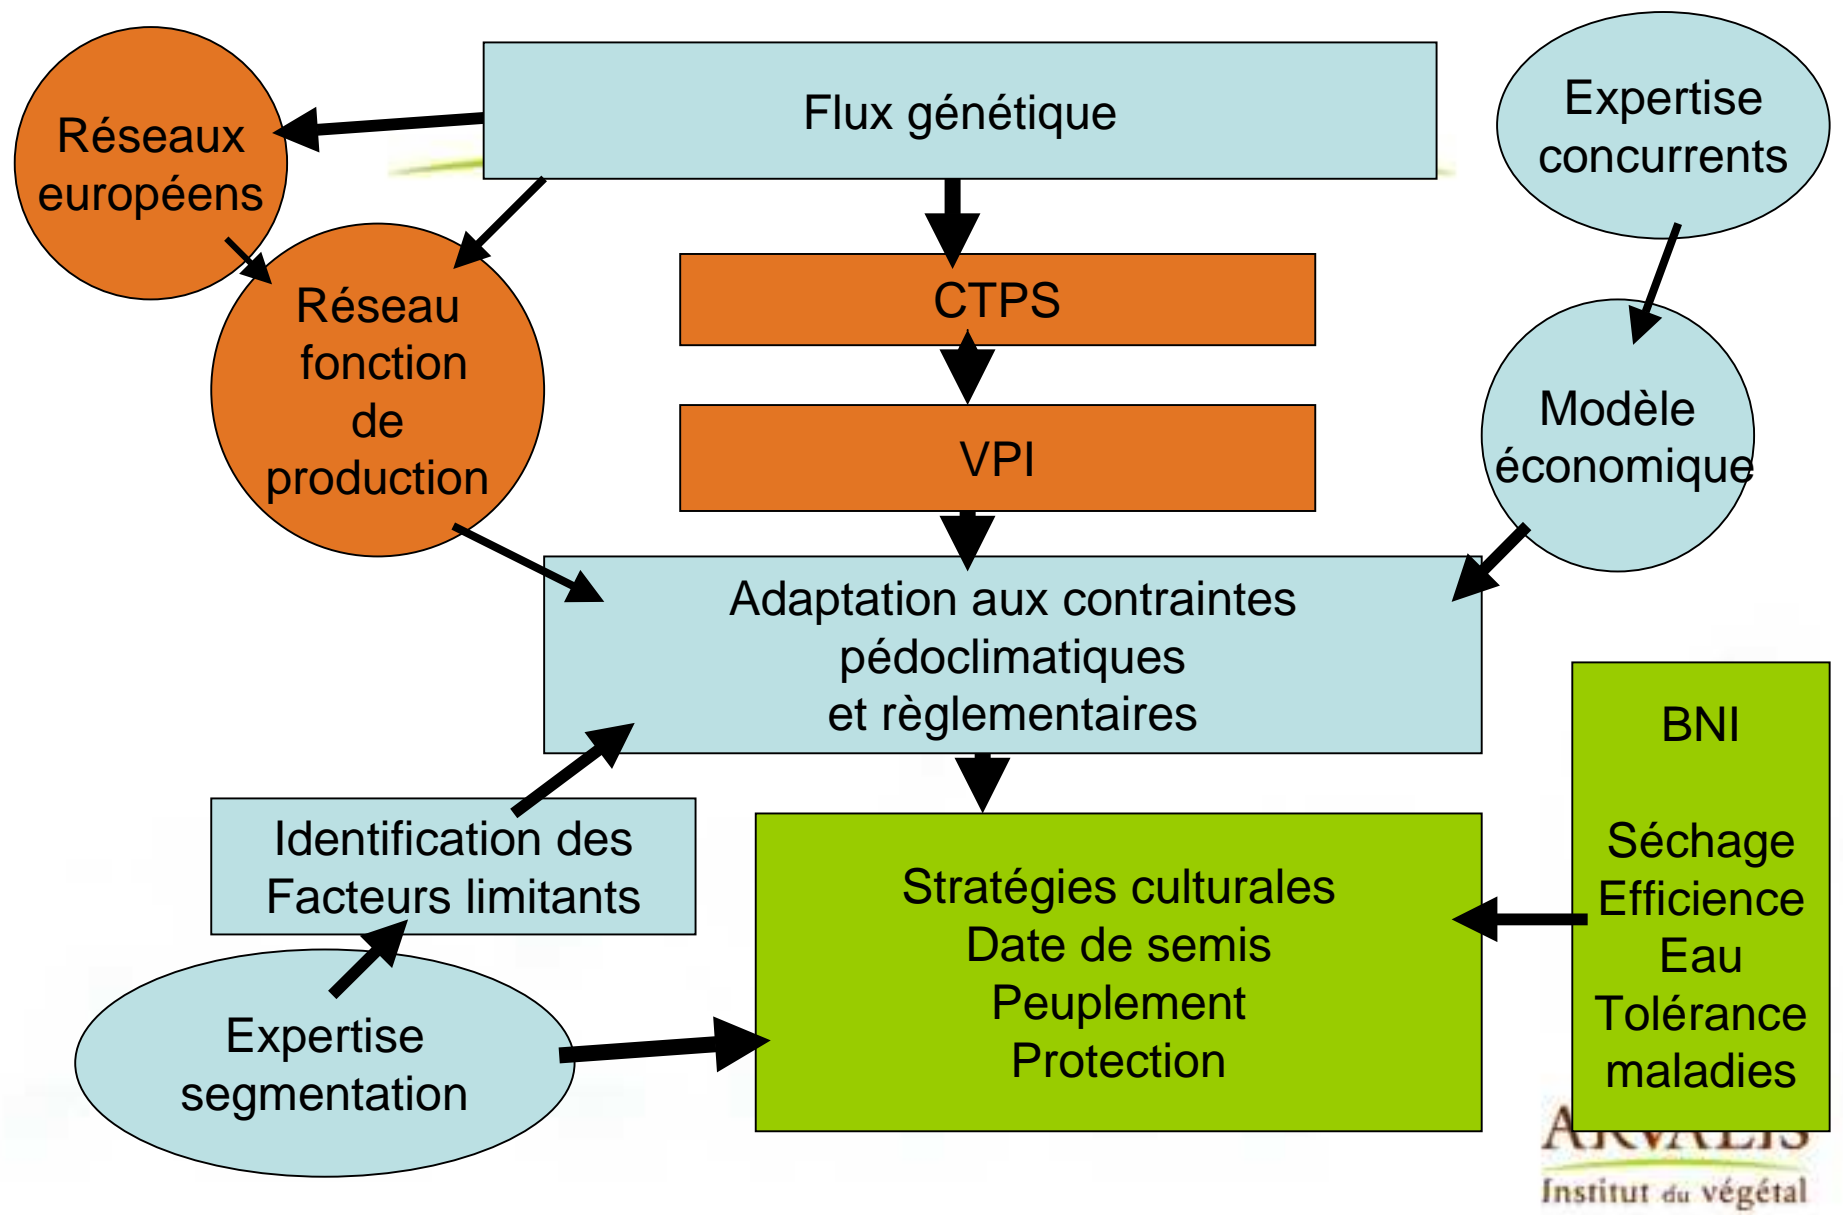 Flux génétique
Expertise
concurrents
Réseaux
européens
CTPS
Réseau
fonction
de
production
VPI
Modèle
économique
Adaptation aux contraintes
pédoclimatiques
et règlementaires
BNI
Séchage
Efficience
Eau
Tolérance
maladies
Identification des
Facteurs limitants
Stratégies culturales
Date de semis
Peuplement
Protection
Expertise
segmentation
ARVALIS
Institut du végétal